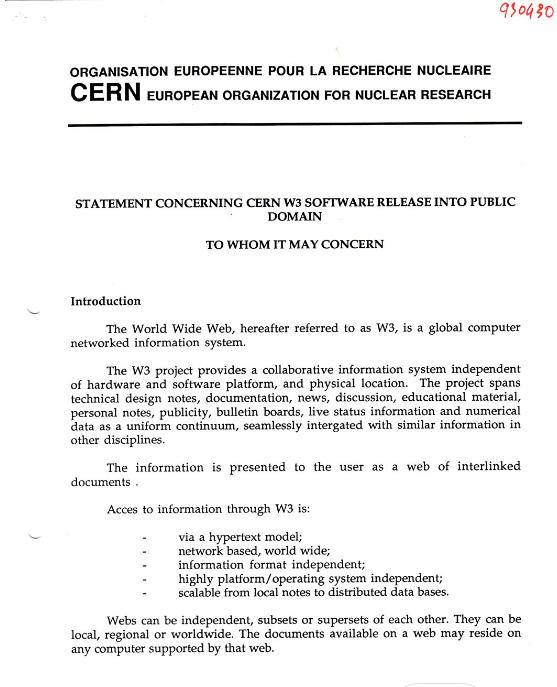 930430
ORGANISATION EUROPEENNE POUR LA RECHERCHE NUCLEAIRE
CERN EUROPEAN ORGANIZATION FOR NUCLEAR RESEARCH
STATEMENT CONCERNING CERN W3 SOFTWARE RELEASE INTO PUBLIC
DOMAIN
TO WHOM IT MAY CONCERN
Introduction
The World Wide Web, hereafter referred to as W3, is a global computer
networked information system.
The W3 project provides a collaborative information system independent
of hardware and software platform, and physical location. The project spans
technical design notes, documentation, news, discussion, educational material,
personal notes, publicity, bulletin boards, live status information and numerical
data as a uniform continuum, seamlessly intergated with similar information in
other disciplines.
The information is presented to the user as a web of interlinked
documents .
Acces to information through W3 is:
- via a hypertext model;
- network based, world wide;
- information format independent;
- highly platform/operating system independent;
- scalable from local notes to distributed data bases.
Webs can be independent, subsets or supersets of each other. They can be
local, regional or worldwide. The documents available on a web may reside on
any computer supported by that web.